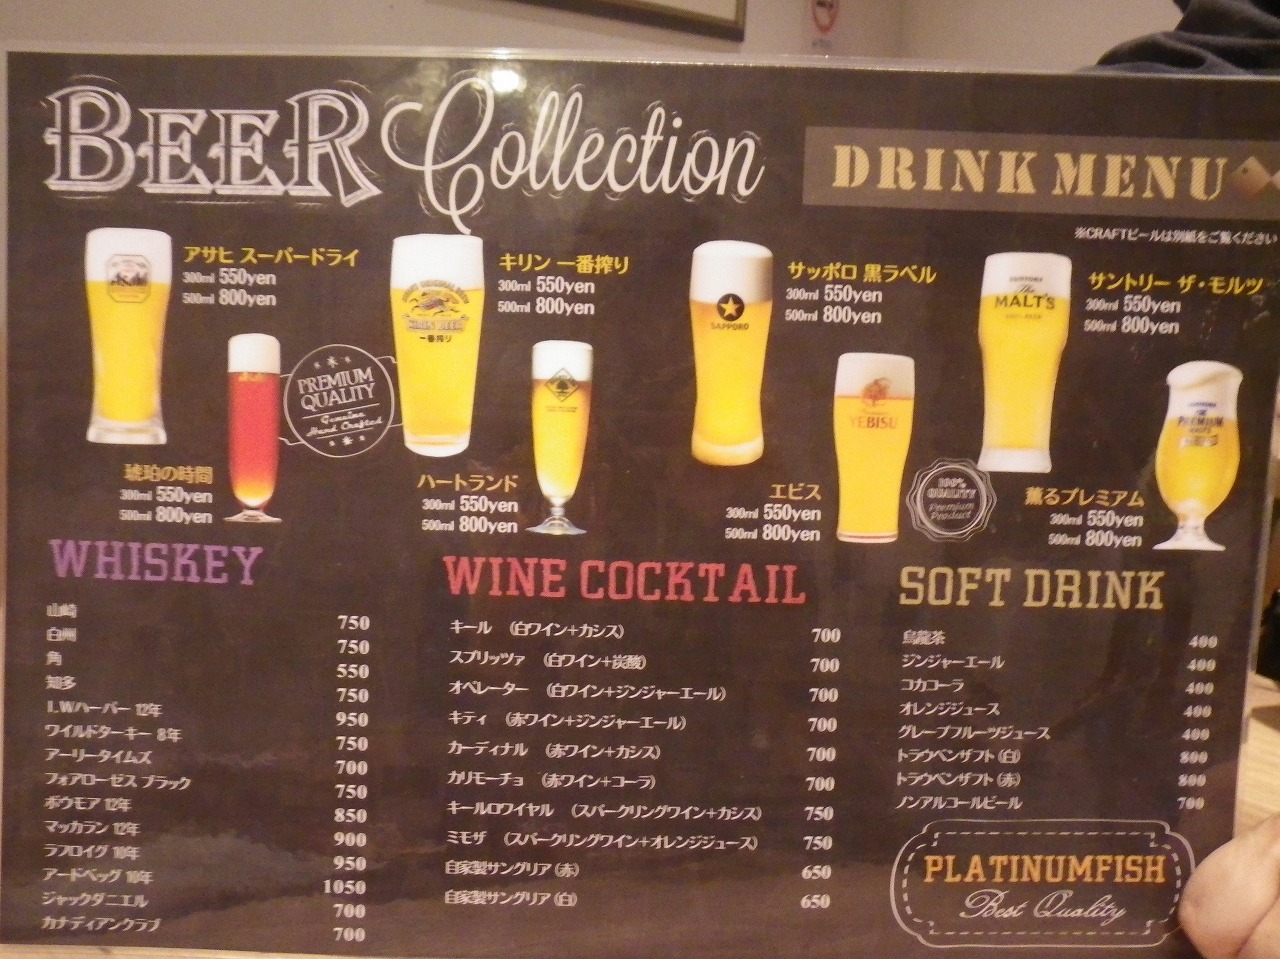 BEER Collection
DRINK MENU
※CRAFTビールは別紙をご覧ください
アサヒ スーパードライ
300ml 550yen
500ml 800yen
キリン 一番搾り
300ml 550yen
500ml 800yen
サッポロ 黒ラベル
300ml 550yen
500ml 800yen
サントリー ザ・モルツ
300ml 550yen
500ml 800yen
KIRIN BEER
一番搾り
SAPPORO
The
MALT'S
PREMIUM
QUALITY
Genuine
Hand Crafted
YEBISU
琥珀の時間
300ml 550yen
500ml 800yen
ハートランド
300ml 550yen
500ml 800yen
エビス
300ml 550yen
500ml 800yen
100%
QUALITY
Premium
Product
薫るプレミアム
300ml 550yen
500ml 800yen
WHISKEY
山崎 750
白州 750
角 550
知多 750
I.Wハーパー 12年 950
ワイルドターキー 8年 750
アーリータイムズ 700
フォアローゼス ブラック 750
ボウモア 12年 850
マッカラン 12年 900
ラフロイグ 10年 950
アードベッグ 10年 1050
ジャックダニエル 700
カナディアンクラブ 700
WINE COCKTAIL
キール (白ワイン+カシス) 700
スプリッツァ (白ワイン+炭酸) 700
オペレーター (白ワイン+ジンジャーエール) 700
キティ (赤ワイン+ジンジャーエール) 700
カーディナル (赤ワイン+カシス) 700
カリモーチョ (赤ワイン+コーラ) 700
キールロワイヤル (スパークリングワイン+カシス) 750
ミモザ (スパークリングワイン+オレンジジュース) 750
自家製サングリア (赤) 650
自家製サングリア (白) 650
SOFT DRINK
烏龍茶 400
ジンジャーエール 400
コカコーラ 400
オレンジジュース 400
グレープフルーツジュース 400
トラウベンザフト (白) 800
トラウベンザフト (赤) 800
ノンアルコールビール 700
PLATINUMFISH
Best Quality